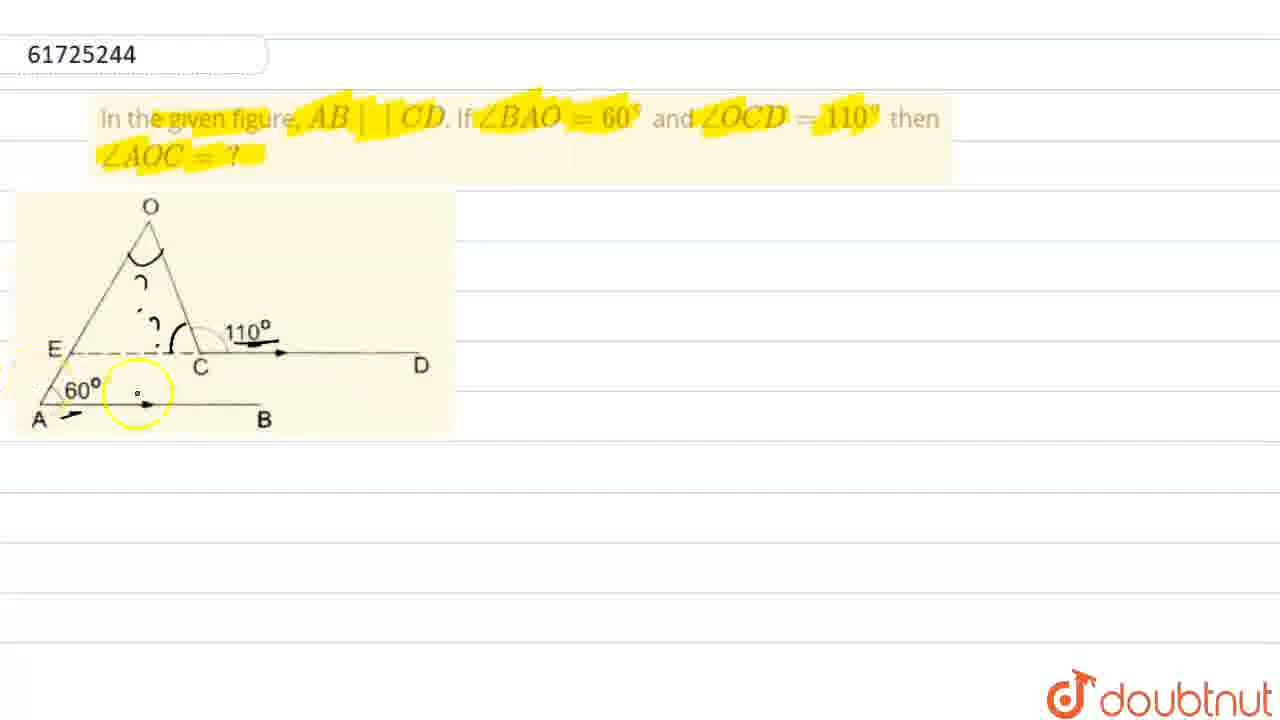 61725244
In the given figure, AB || CD. If ∠BAO = 60° and ∠OCD = 110° then
∠AOC = ?
O
110°
E
C
D
60°
A
B
doubtnut